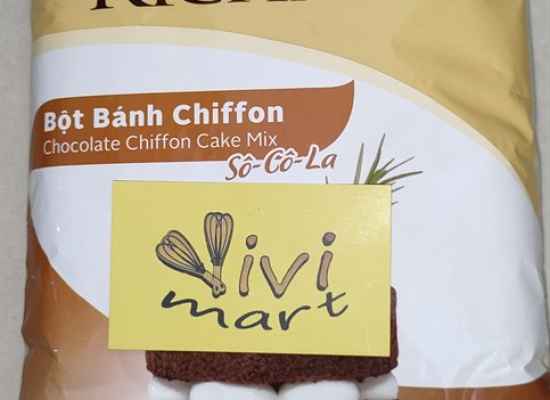 Bột Bánh Chiffon
Chocolate Chiffon Cake Mix
Sô-Cô-La
Vivi
mart